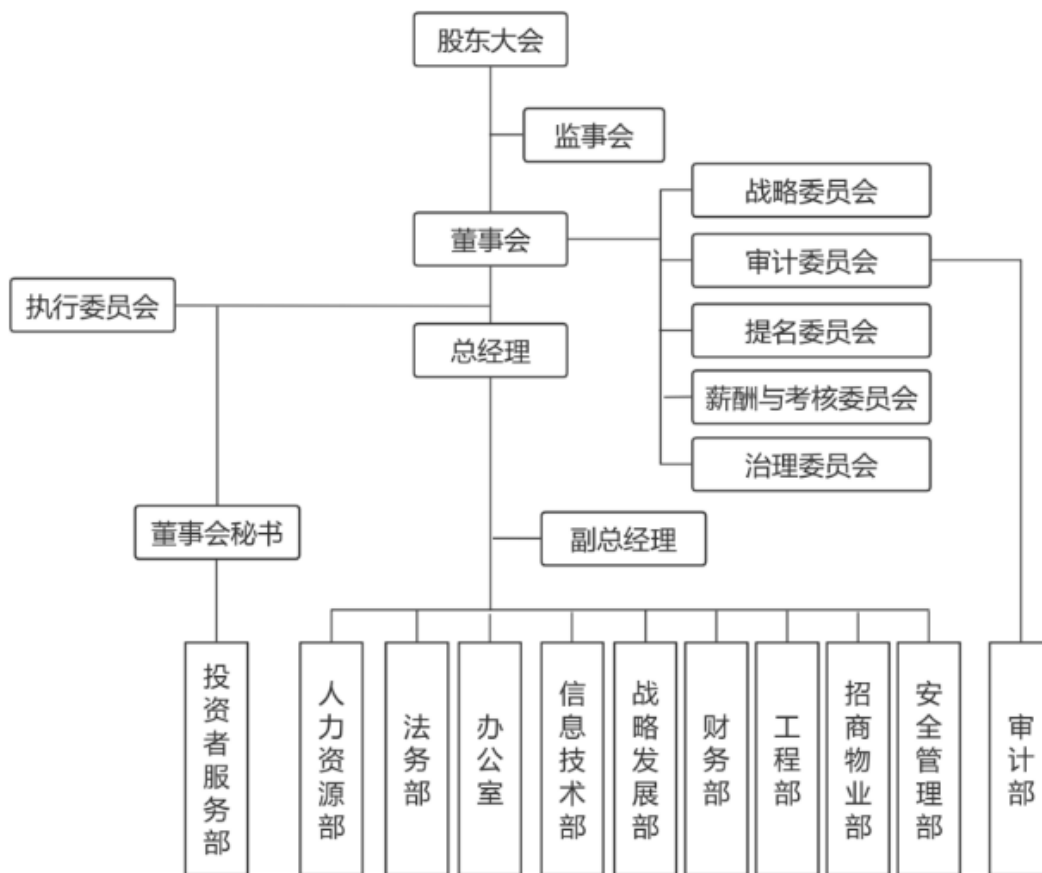 股东大会
监事会
战略委员会
董事会
审计委员会
执行委员会
提名委员会
总经理
薪酬与考核委员会
治理委员会
董事会秘书
副总经理
投资者服务部
人力资源部
法务部
办公室
信息技术部
战略发展部
财务部
工程部
招商物业部
安全管理部
审计部